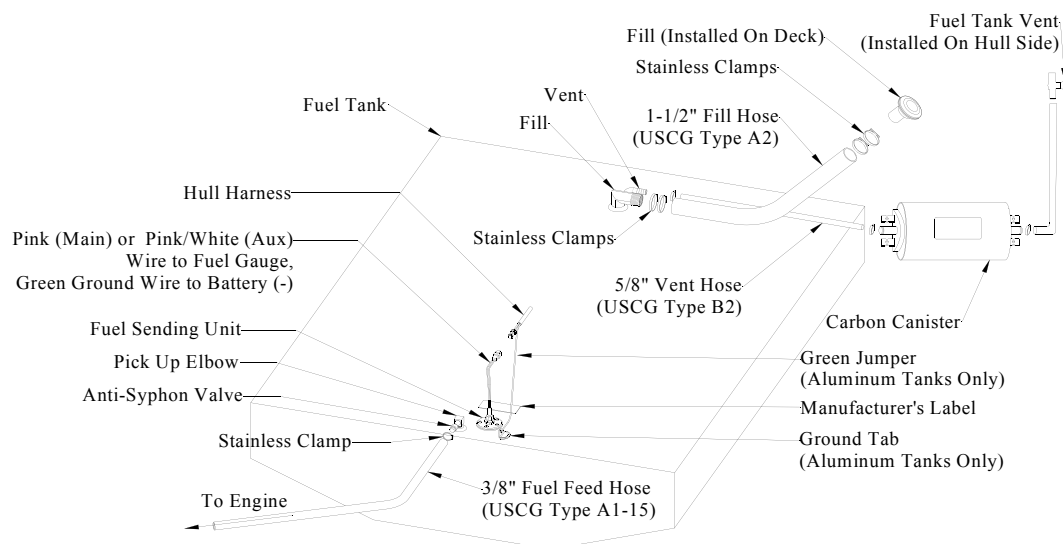 Fuel Tank Vent
(Installed On Hull Side)
Fill (Installed On Deck)
Stainless Clamps
Vent
Fuel Tank
1-1/2" Fill Hose
(USCG Type A2)
Fill
Hull Harness
Stainless Clamps
Pink (Main) or Pink/White (Aux)
Wire to Fuel Gauge,
Green Ground Wire to Battery (-)
5/8" Vent Hose
(USCG Type B2)
Carbon Canister
Fuel Sending Unit
Pick Up Elbow
Green Jumper
(Aluminum Tanks Only)
Anti-Syphon Valve
Manufacturer's Label
Stainless Clamp
Ground Tab
(Aluminum Tanks Only)
3/8" Fuel Feed Hose
(USCG Type A1-15)
To Engine